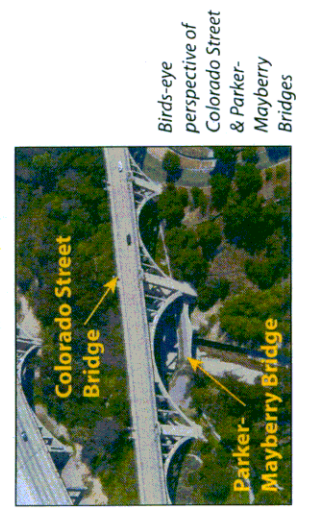 Colorado Street
Bridge
Parker-
Mayberry Bridge
Birds-eye
perspective of
Colorado Street
& Parker-
Mayberry
Bridges